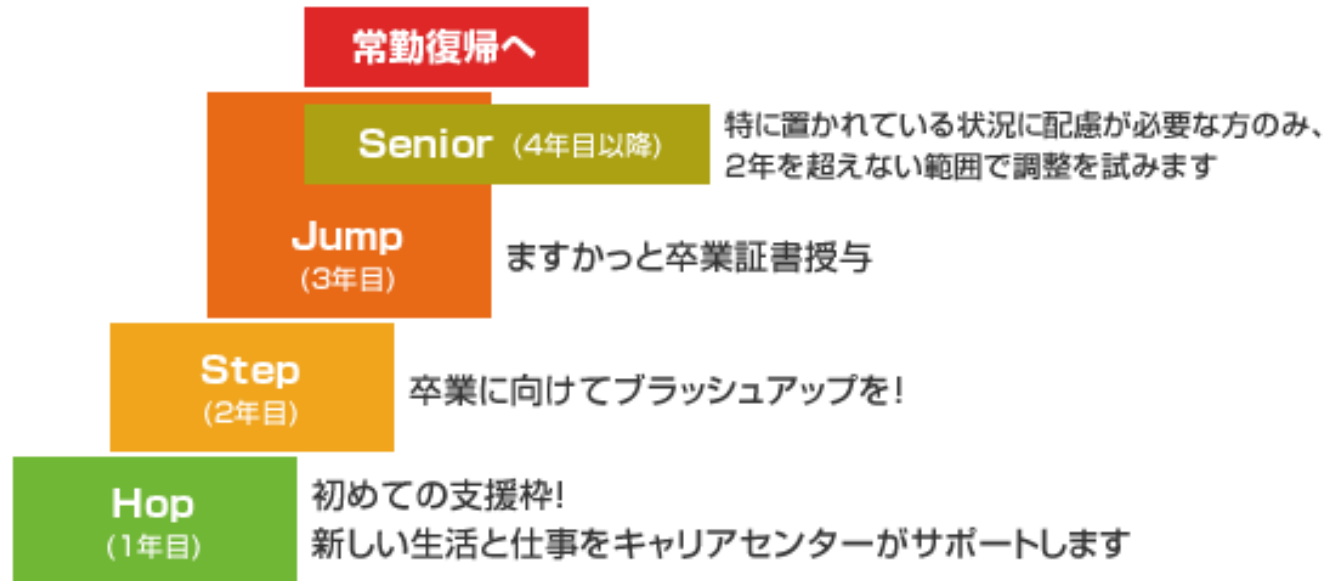 常勤復帰へ
Senior (4年目以降)
特に置かれている状況に配慮が必要な方のみ、
2年を超えない範囲で調整を試みます
Jump
(3年目)
ますかっと卒業証書授与
Step
(2年目)
卒業に向けてブラッシュアップを!
Hop
(1年目)
初めての支援枠!
新しい生活と仕事をキャリアセンターがサポートします